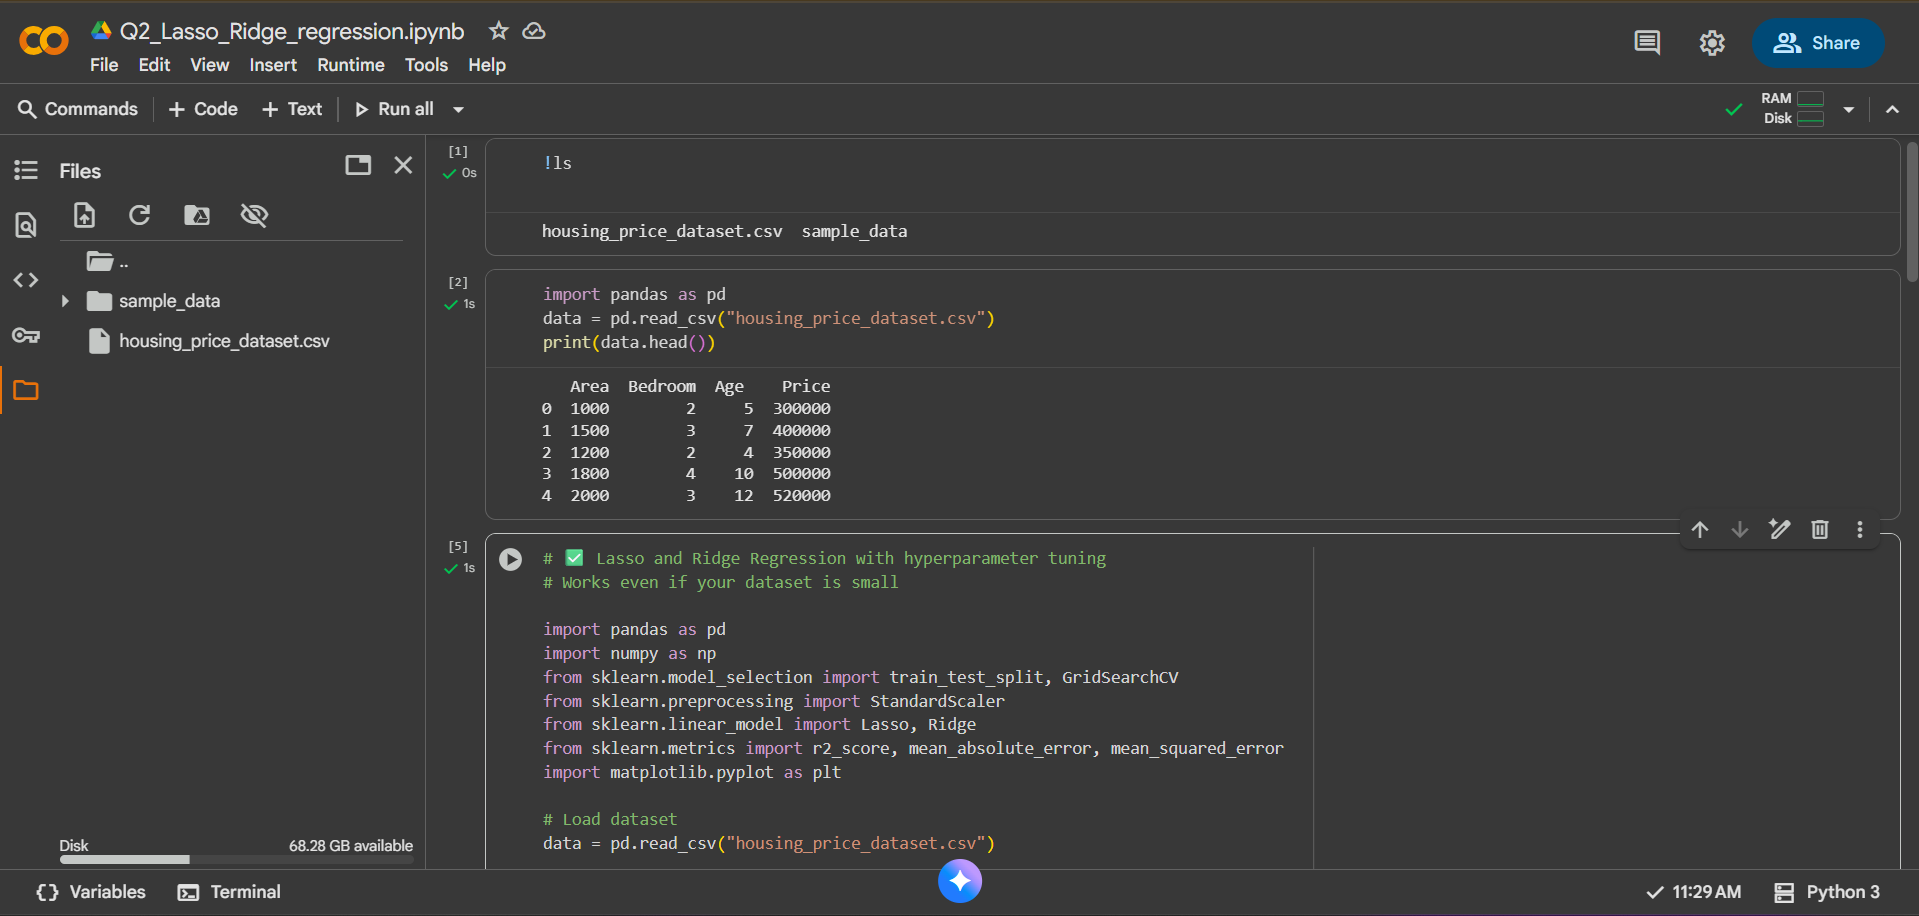 Q2_Lasso_Ridge_regression.ipynb
File Edit View Insert Runtime Tools Help
Share
Commands + Code + Text Run all
RAM
Disk
Files
..
sample_data
housing_price_dataset.csv
Disk 68.28 GB available
[1]
0s
!ls
housing_price_dataset.csv  sample_data
[2]
1s
import pandas as pd
data = pd.read_csv("housing_price_dataset.csv")
print(data.head())
   Area  Bedroom  Age   Price
0  1000        2    5  300000
1  1500        3    7  400000
2  1200        2    4  350000
3  1800        4   10  500000
4  2000        3   12  520000
[5]
1s
# ✅ Lasso and Ridge Regression with hyperparameter tuning
# Works even if your dataset is small
import pandas as pd
import numpy as np
from sklearn.model_selection import train_test_split, GridSearchCV
from sklearn.preprocessing import StandardScaler
from sklearn.linear_model import Lasso, Ridge
from sklearn.metrics import r2_score, mean_absolute_error, mean_squared_error
import matplotlib.pyplot as plt
# Load dataset
data = pd.read_csv("housing_price_dataset.csv")
Variables Terminal
11:29 AM Python 3